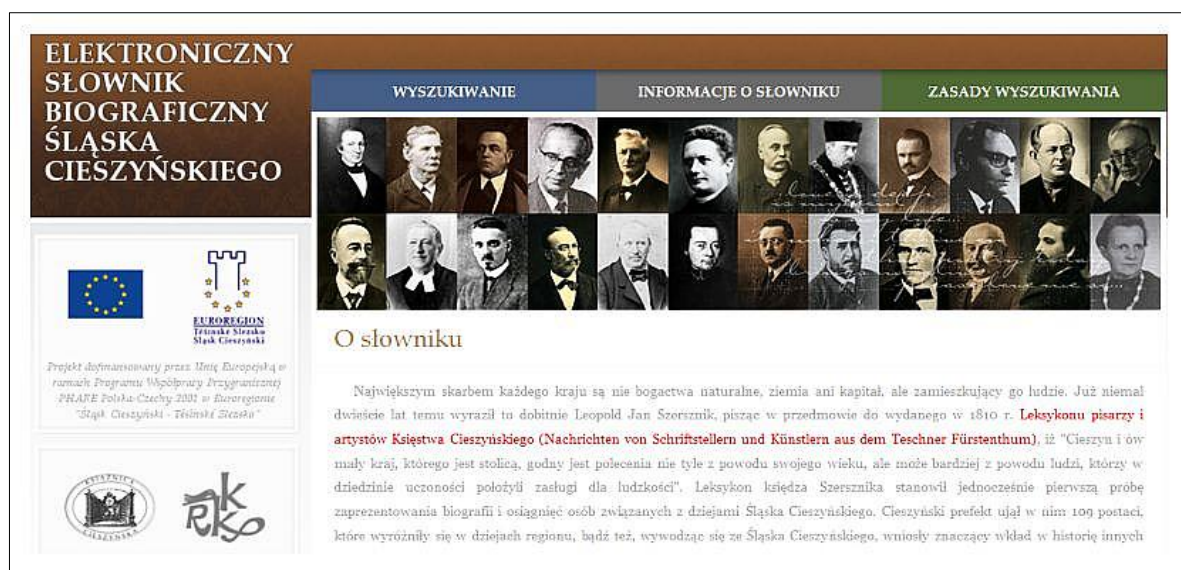 ELEKTRONICZNY
SŁOWNIK
BIOGRAFICZNY
ŚLĄSKA
CIESZYŃSKIEGO
WYSZUKIWANIE
INFORMACJE O SŁOWNIKU
ZASADY WYSZUKIWANIA
EUROREGION
Těšínské Slezsko
Śląsk Cieszyński
Projekt dofinansowany przez Unię Europejską w
ramach Programu Współpracy Przygranicznej
PHARE Polska-Czechy 2001 w Euroregionie
"Śląsk Cieszyński - Těšínské Slezsko"
KSIĄŻNICA
CIESZYŃSKA
O słowniku
Największym skarbem każdego kraju są nie bogactwa naturalne, ziemia ani kapitał, ale zamieszkujący go ludzie. Już niemal
dwieście lat temu wyraził to dobitnie Leopold Jan Szersznik, pisząc w przedmowie do wydanego w 1810 r. Leksykonu pisarzy i
artystów Księstwa Cieszyńskiego (Nachrichten von Schriftstellern und Künstlern aus dem Teschner Fürstenthum), iż "Cieszyn i ów
mały kraj, którego jest stolicą, godny jest polecenia nie tyle z powodu swojego wieku, ale może bardziej z powodu ludzi, którzy w
dziedzinie uczoności położyli zasługi dla ludzkości". Leksykon księdza Szersznika stanowił jednocześnie pierwszą próbę
zaprezentowania biografii i osiągnięć osób związanych z dziejami Śląska Cieszyńskiego. Cieszyński prefekt ujął w nim 109 postaci,
które wyróżniły się w dziejach regionu, bądź też, wywodząc się ze Śląska Cieszyńskiego, wniosły znaczący wkład w historię innych